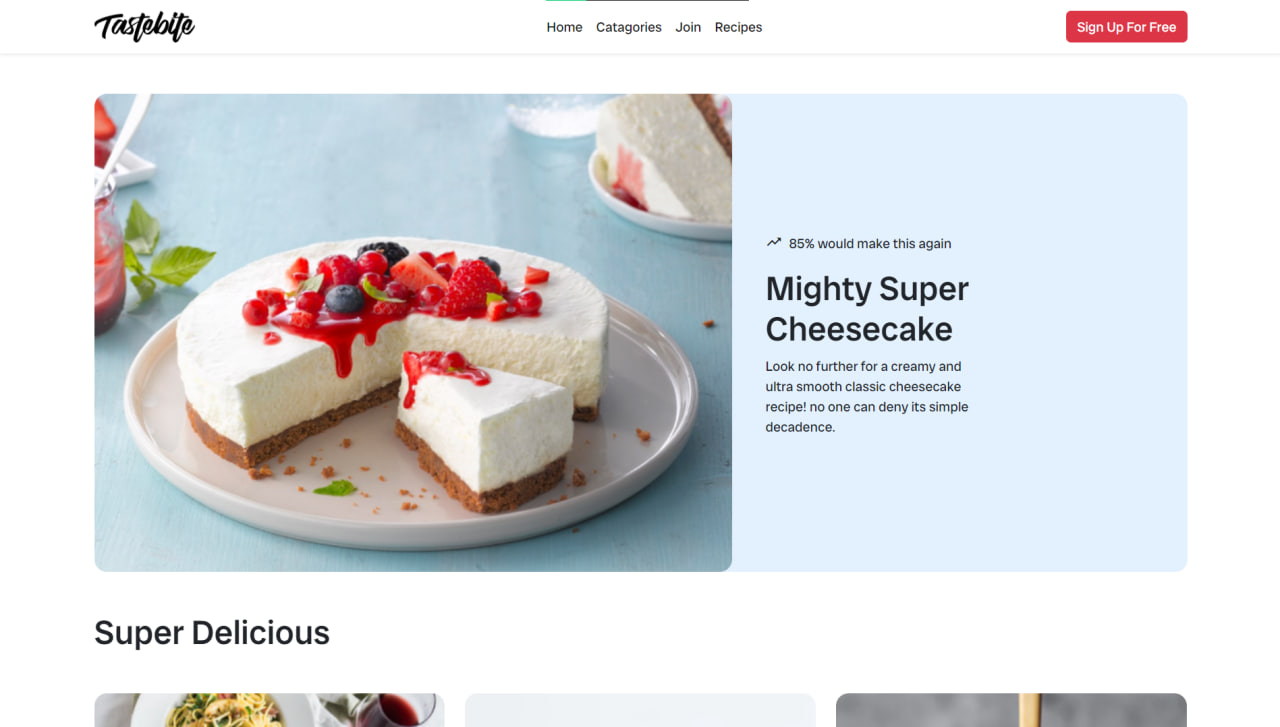 Tastebite
Home Catagories Join Recipes
Sign Up For Free
85% would make this again
Mighty Super
Cheesecake
Look no further for a creamy and
ultra smooth classic cheesecake
recipe! no one can deny its simple
decadence.
Super Delicious